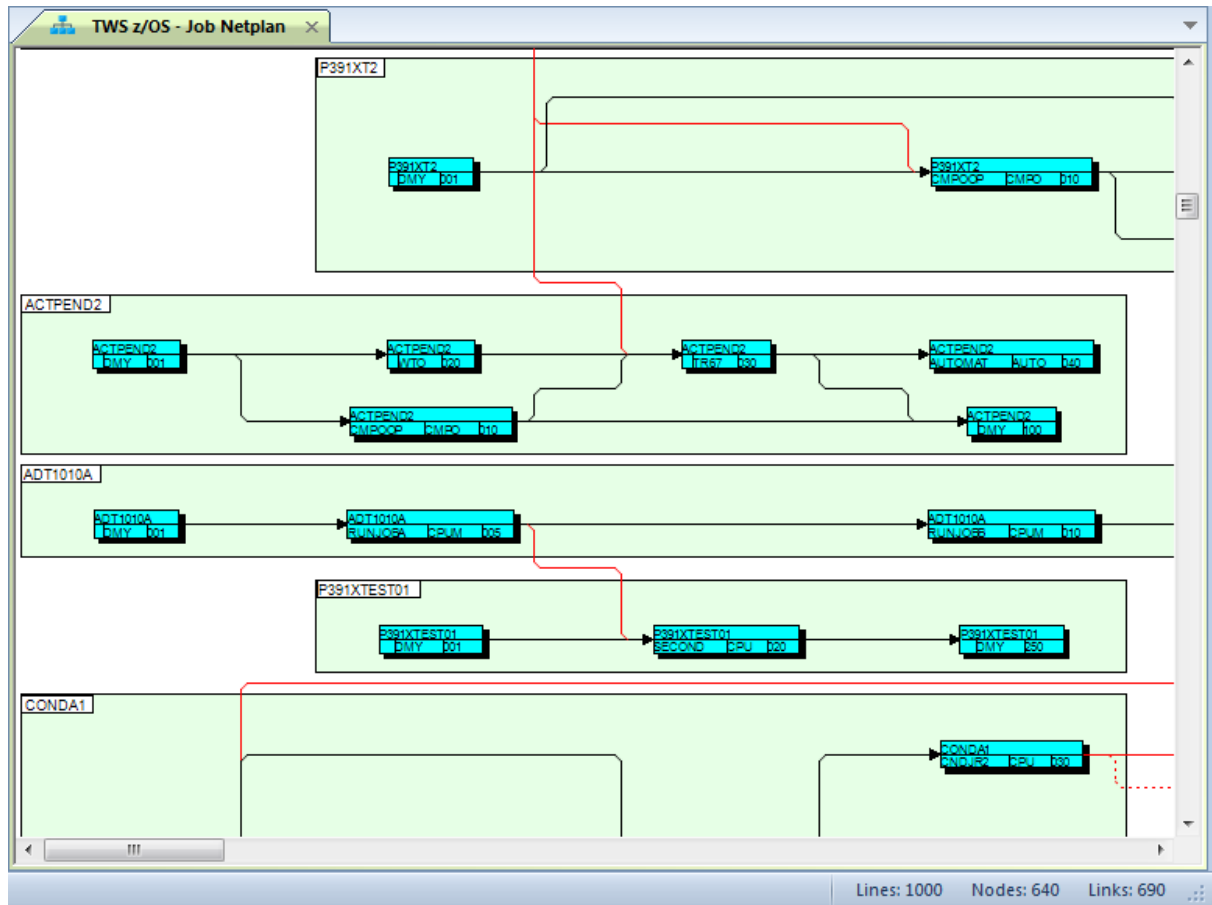 TWS z/OS - Job Netplan
P391XT2
P391XT2
DMY 001
P391XT2
CMPOOP CMPO 010
ACTPEND2
ACTPEND2
DMY 001
ACTPEND2
WTO 020
ACTPEND2
TR67 030
ACTPEND2
AUTOMAT AUTO 040
ACTPEND2
CMPOOP CMPO 010
ACTPEND2
DMY 100
ADT1010A
ADT1010A
DMY 001
ADT1010A
RUNJOBA CPUM 005
ADT1010A
RUNJOBB CPUM 010
P391XTEST01
P391XTEST01
DMY 001
P391XTEST01
SECOND CPU 020
P391XTEST01
DMY 250
CONDA1
CONDA1
CNDJR2 CPU 030
Lines: 1000 Nodes: 640 Links: 690